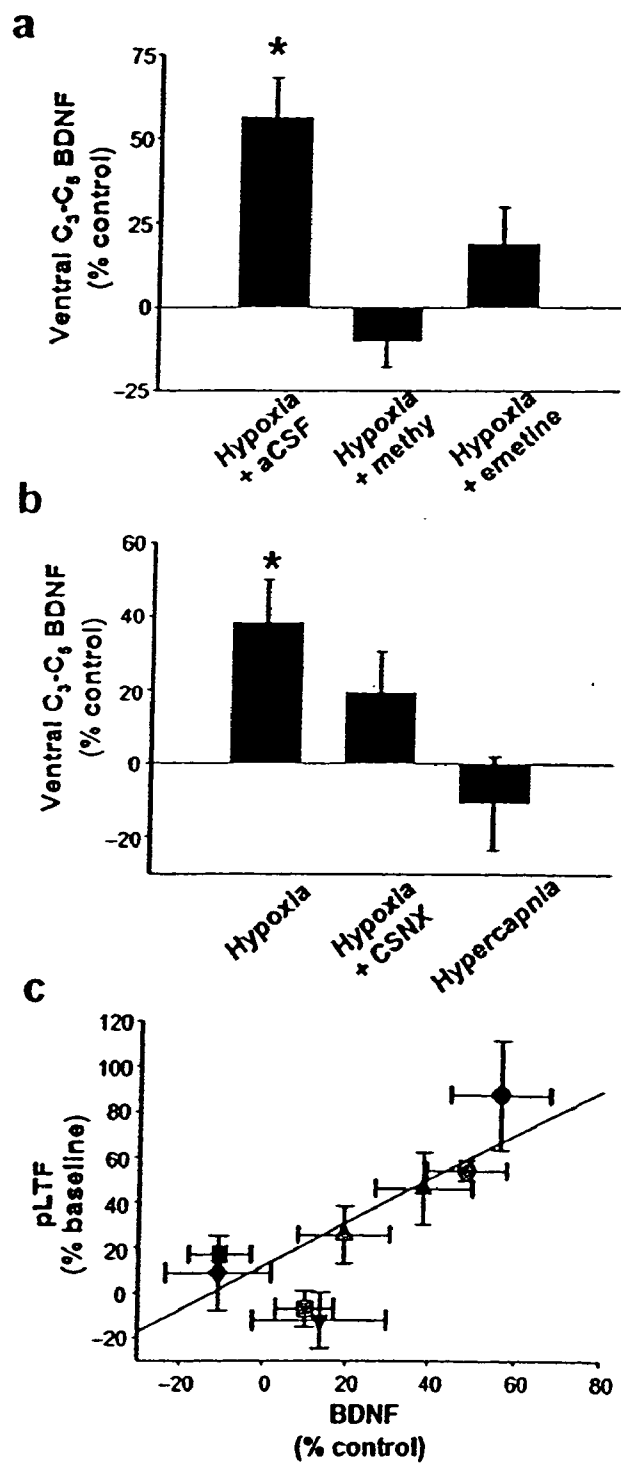 a
Ventral C₃-C₅ BDNF
(% control)
75
50
25
0
−25
*
Hypoxia
+ aCSF
Hypoxia
+ methy
Hypoxia
+ emetine
b
Ventral C₃-C₅ BDNF
(% control)
60
40
20
0
−20
*
Hypoxia
Hypoxia
+ CSNX
Hypercapnia
c
pLTF
(% baseline)
120
100
80
60
40
20
0
−20
−20 0 20 40 60 80
BDNF
(% control)